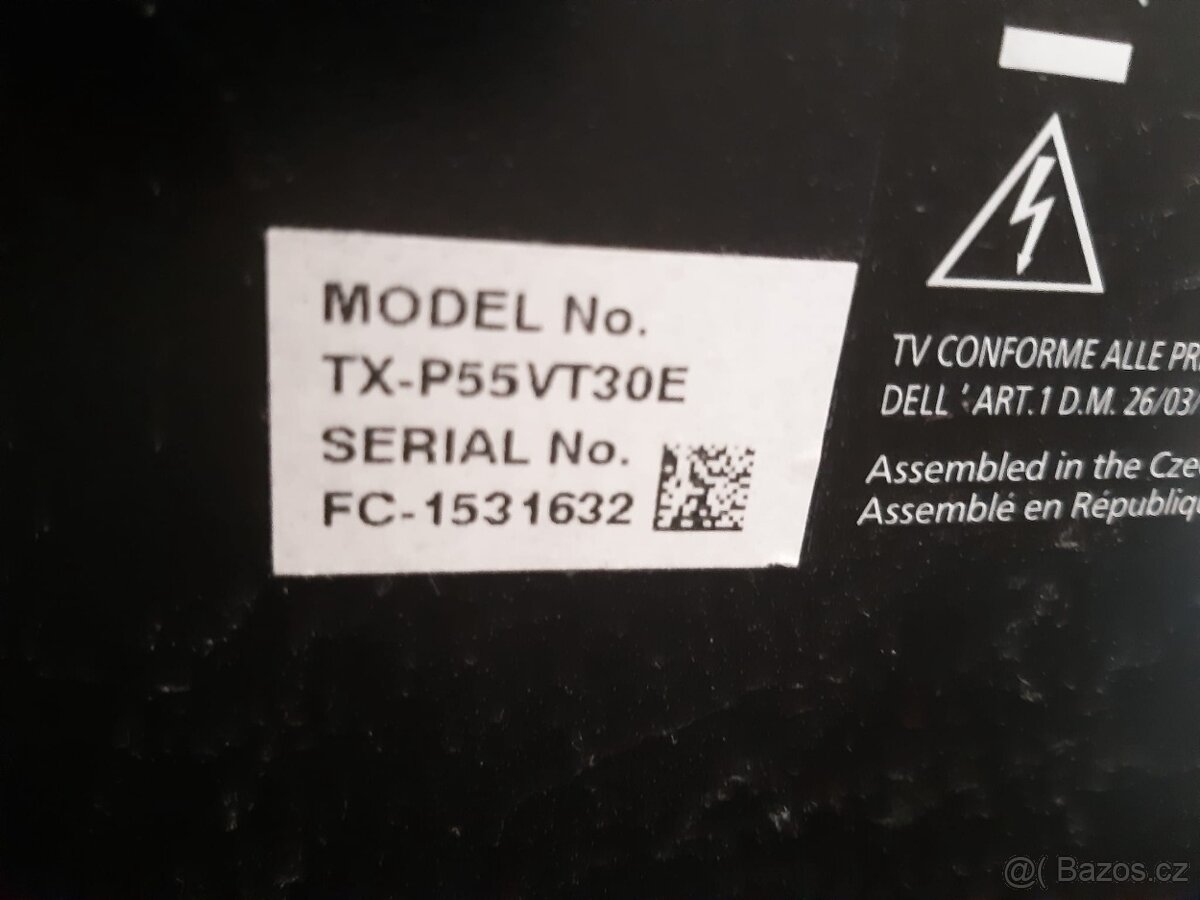 MODEL No.
TX-P55VT30E
SERIAL No.
FC-1531632
TV CONFORME ALLE PR
DELL 'ART.1 D.M. 26/03/
Assembled in the Cze
Assemblé en Républiqu
@( Bazos.cz